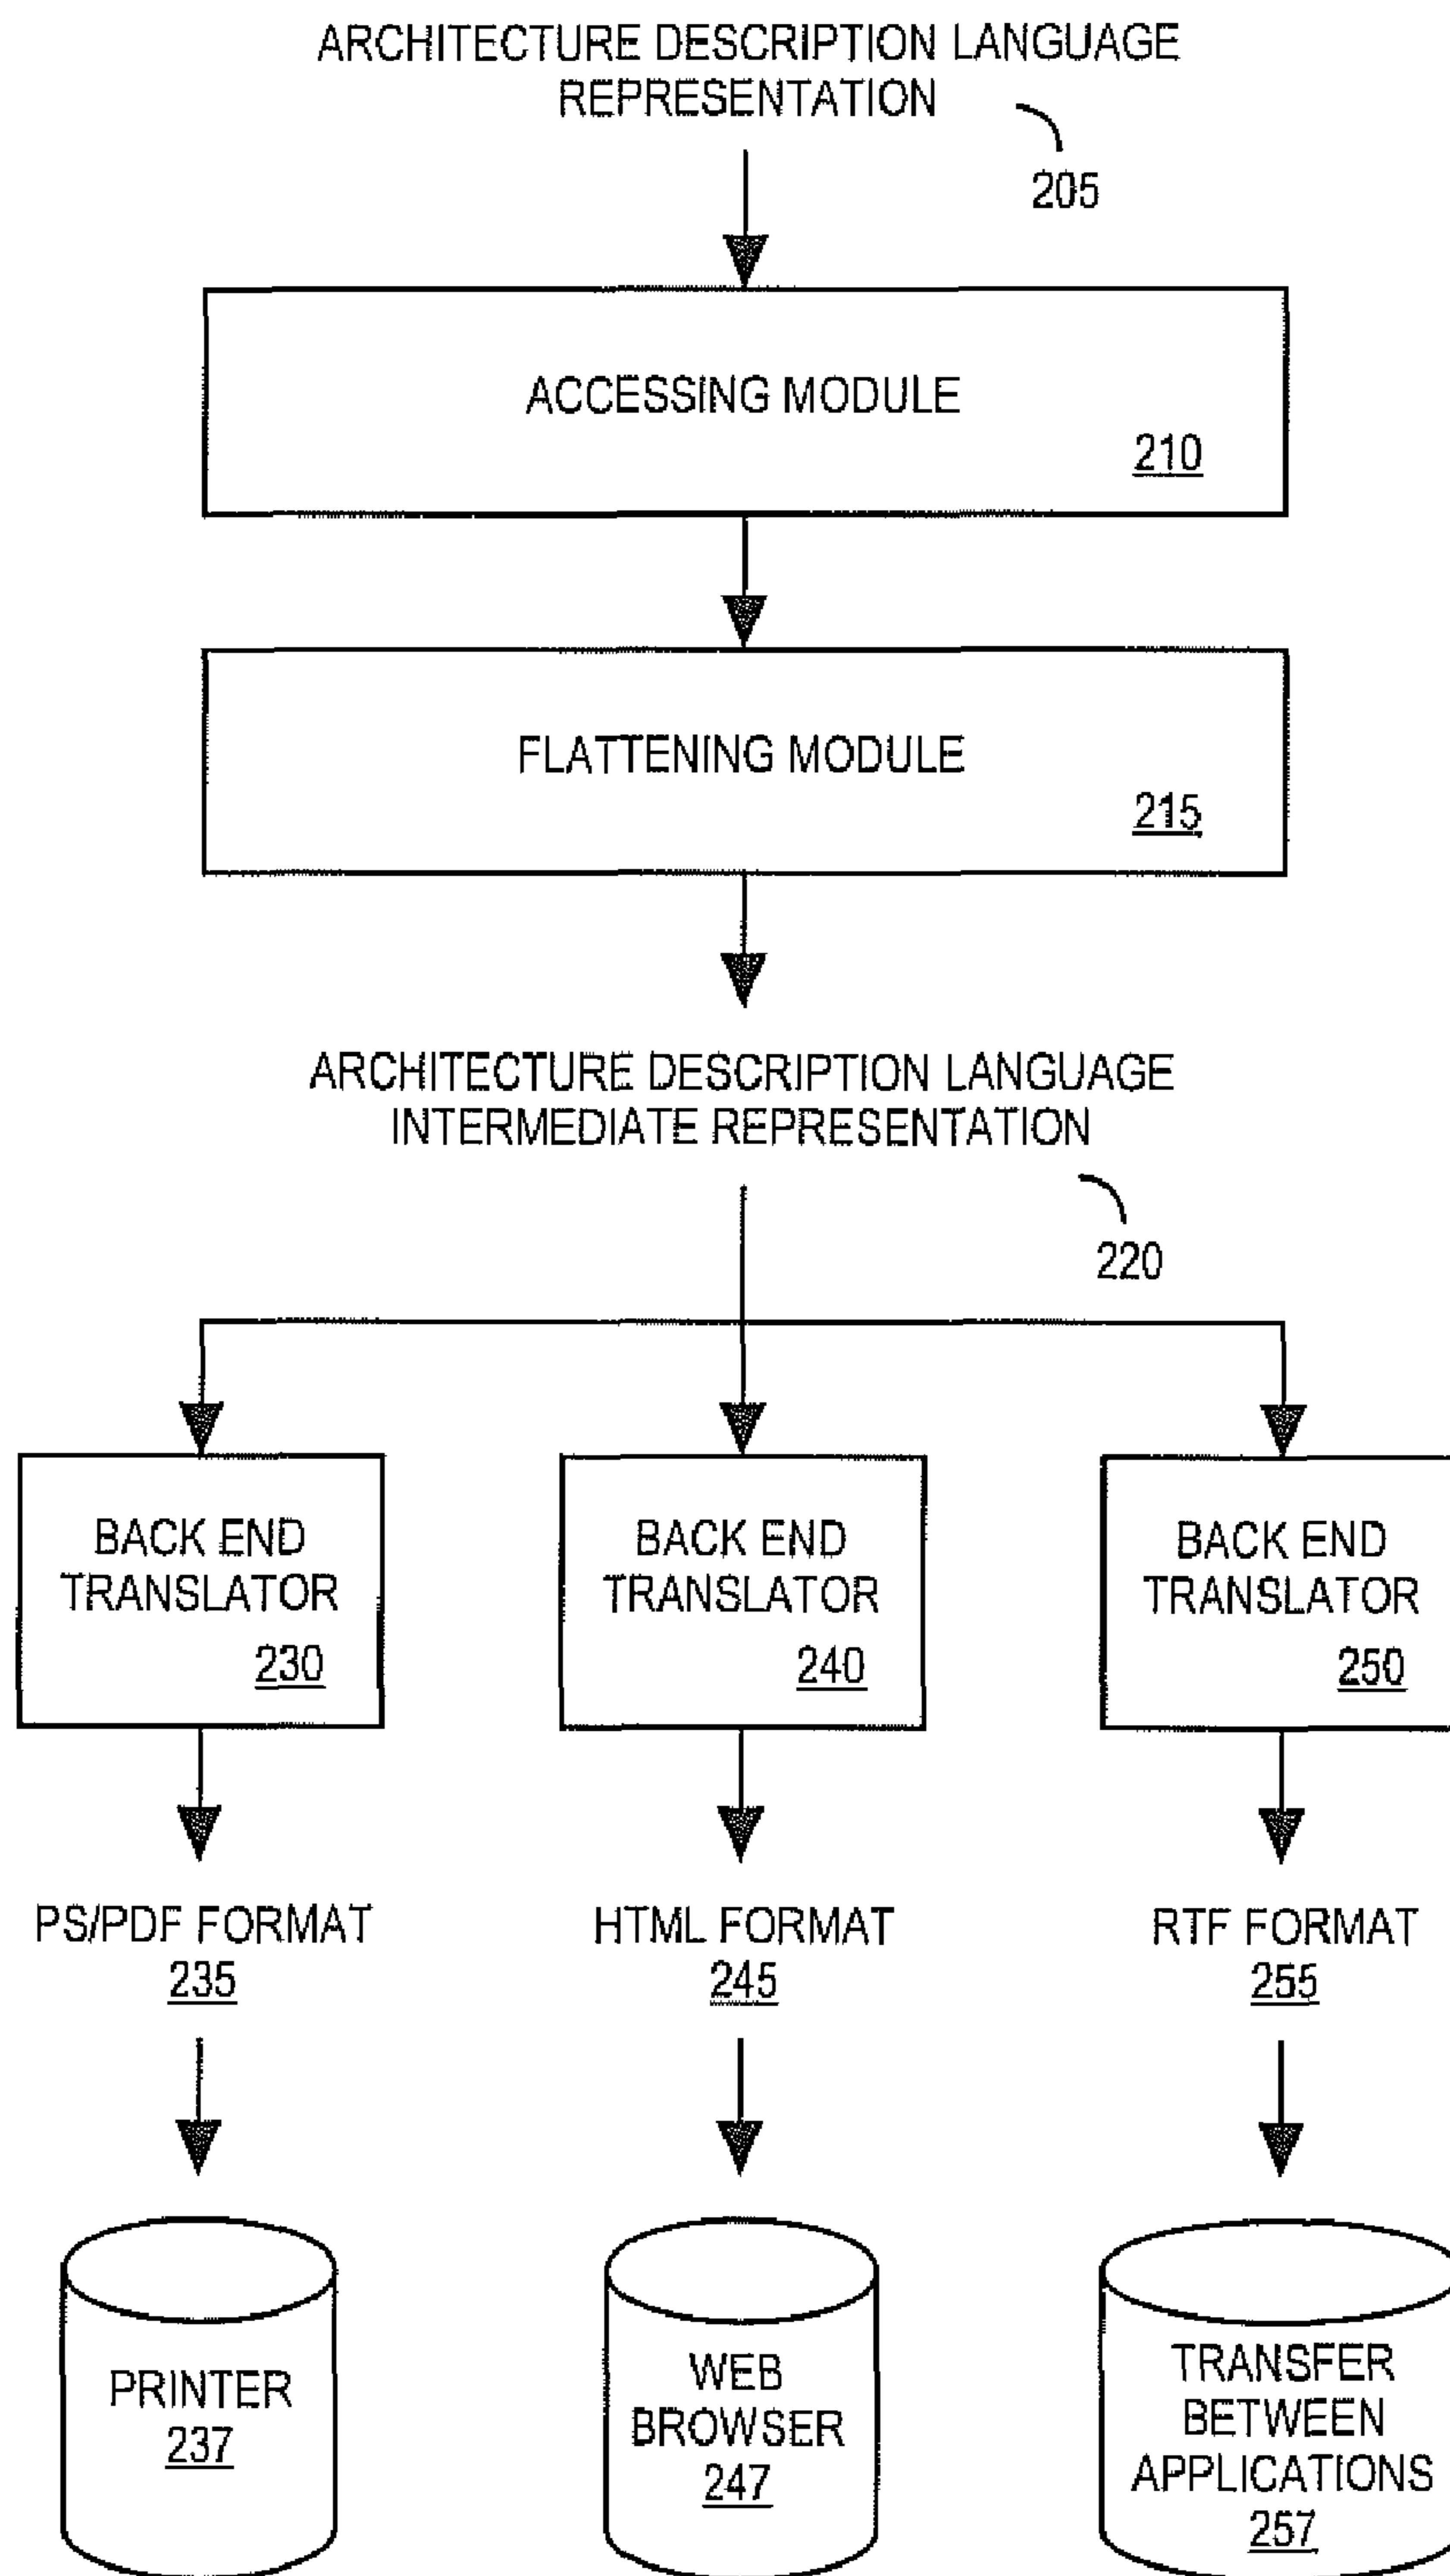 ARCHITECTURE DESCRIPTION LANGUAGE
REPRESENTATION
205
ACCESSING MODULE
210
FLATTENING MODULE
215
ARCHITECTURE DESCRIPTION LANGUAGE
INTERMEDIATE REPRESENTATION
220
BACK END
TRANSLATOR
230
BACK END
TRANSLATOR
240
BACK END
TRANSLATOR
250
PS/PDF FORMAT
235
HTML FORMAT
245
RTF FORMAT
255
PRINTER
237
WEB
BROWSER
247
TRANSFER
BETWEEN
APPLICATIONS
257